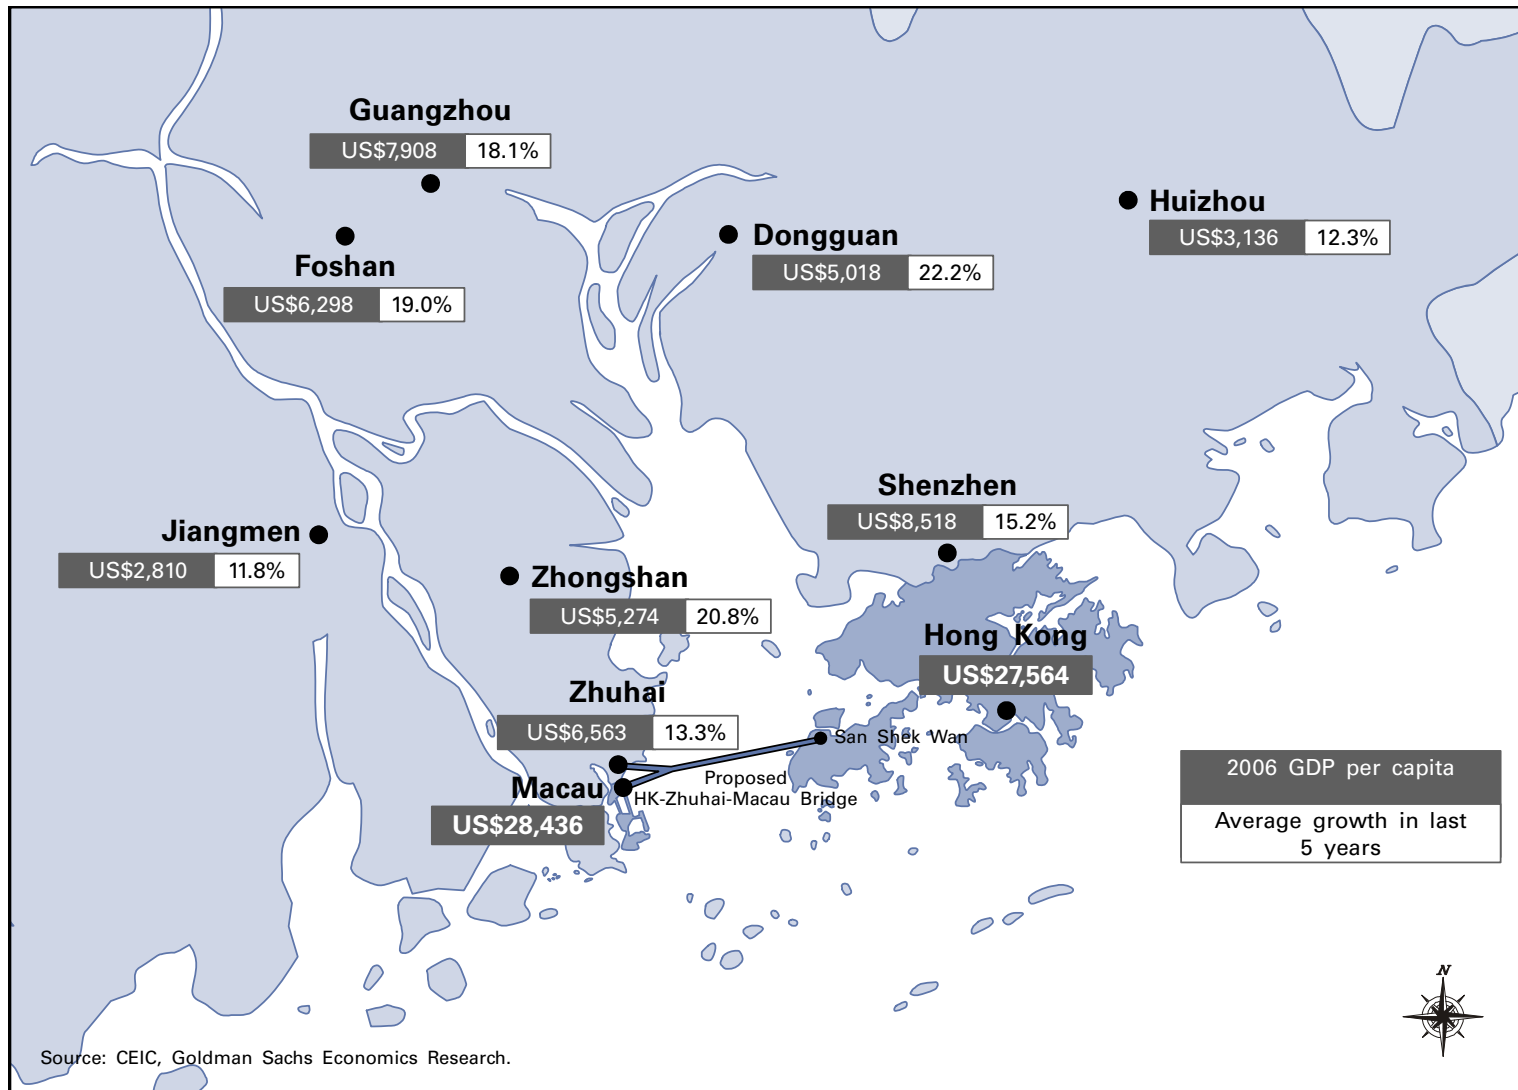 Guangzhou
US$7,908 18.1%
Huizhou
US$3,136 12.3%
Dongguan
US$5,018 22.2%
Foshan
US$6,298 19.0%
Shenzhen
US$8,518 15.2%
Jiangmen
US$2,810 11.8%
Zhongshan
US$5,274 20.8%
Hong Kong
US$27,564
Zhuhai
US$6,563 13.3%
San Shek Wan
Proposed
HK-Zhuhai-Macau Bridge
Macau
US$28,436
2006 GDP per capita
Average growth in last
5 years
N
Source: CEIC, Goldman Sachs Economics Research.